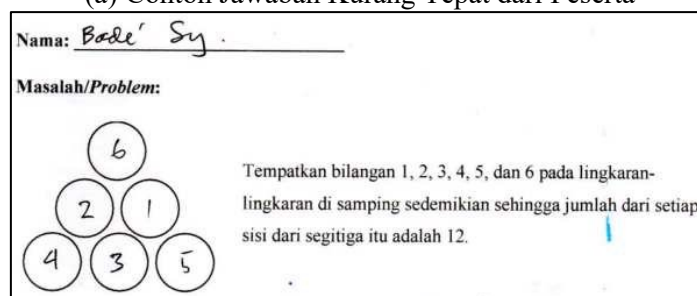 (a) Contoh Jawaban Kurang Tepat dari Peserta
Nama: Bade' Sy.
Masalah/Problem:
6
2 1
4 3 5
Tempatkan bilangan 1, 2, 3, 4, 5, dan 6 pada lingkaran-
lingkaran di samping sedemikian sehingga jumlah dari setiap
sisi dari segitiga itu adalah 12.